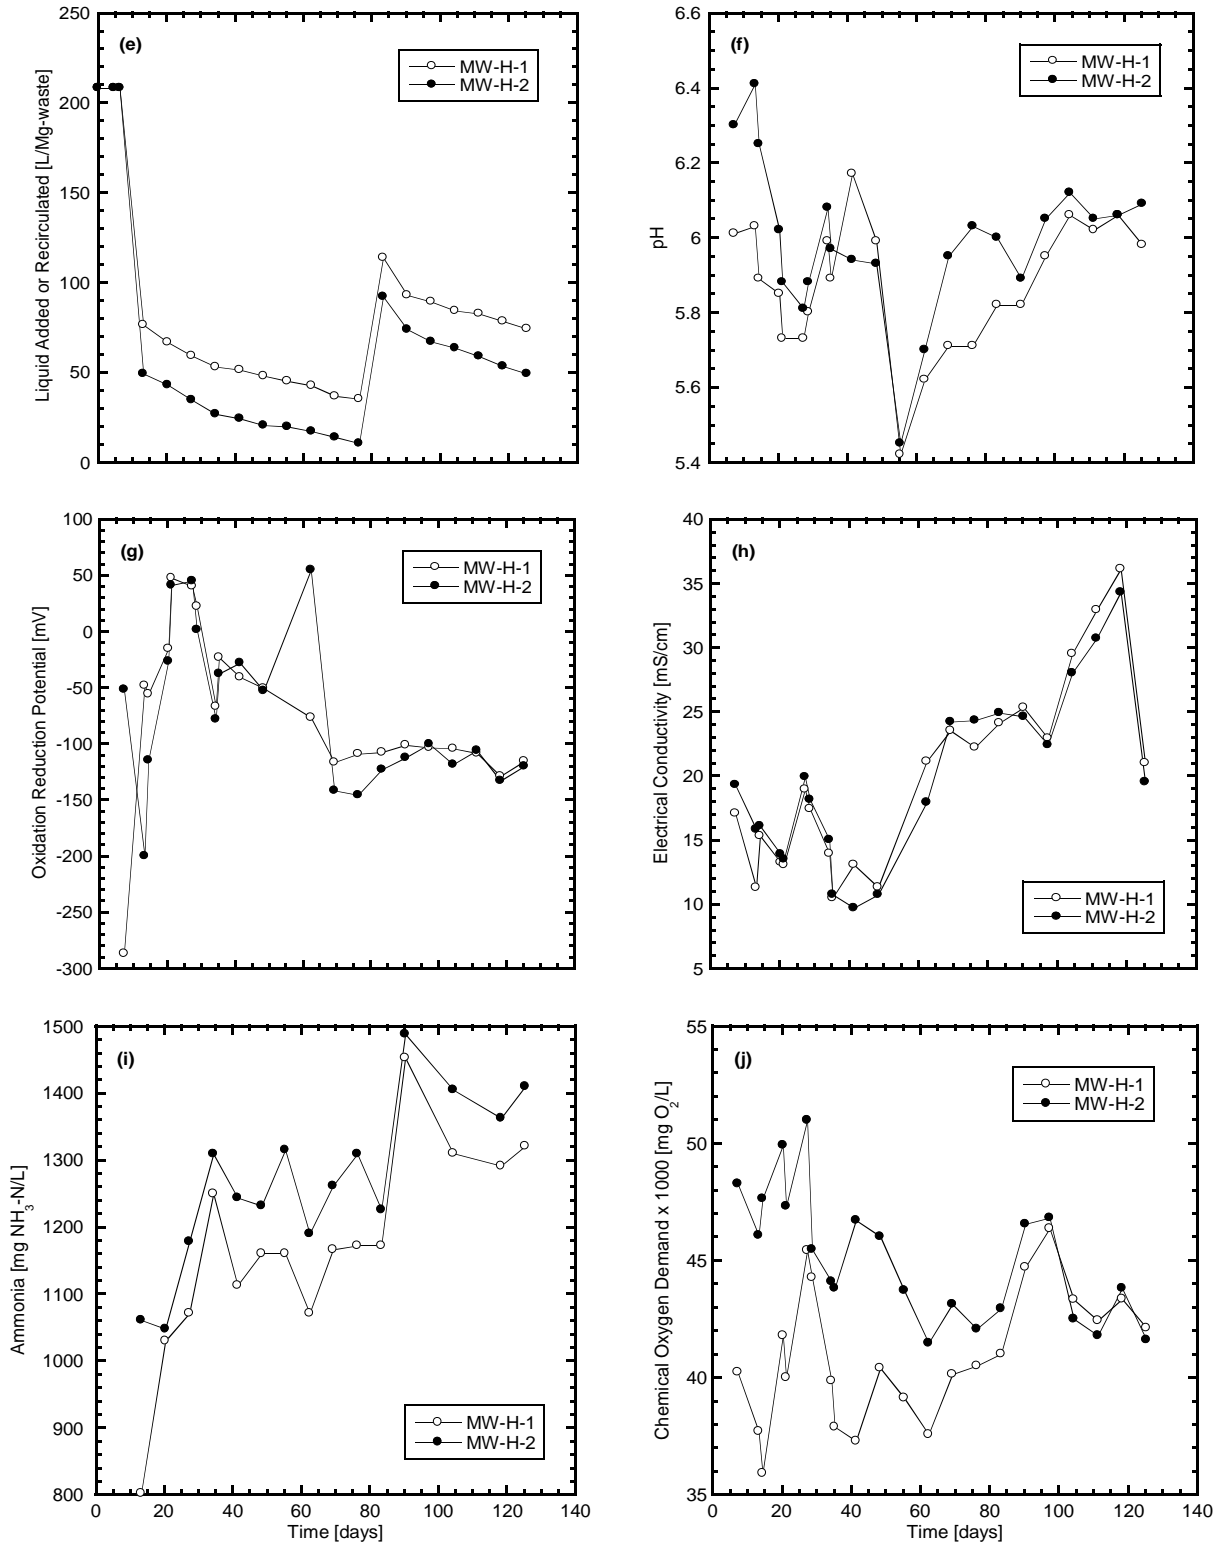 (e)
MW-H-1
MW-H-2
250
200
150
100
50
0
Liquid Added or Recirculated [L/Mg-waste]
(f)
MW-H-1
MW-H-2
6.6
6.4
6.2
6
5.8
5.6
5.4
pH
(g)
MW-H-1
MW-H-2
100
50
0
-50
-100
-150
-200
-250
-300
Oxidation Reduction Potential [mV]
(h)
MW-H-1
MW-H-2
40
35
30
25
20
15
10
5
Electrical Conductivity [mS/cm]
(i)
MW-H-1
MW-H-2
1500
1400
1300
1200
1100
1000
900
800
Ammonia [mg NH3-N/L]
0 20 40 60 80 100 120 140
Time [days]
(j)
MW-H-1
MW-H-2
55
50
45
40
35
Chemical Oxygen Demand x 1000 [mg O2/L]
0 20 40 60 80 100 120 140
Time [days]